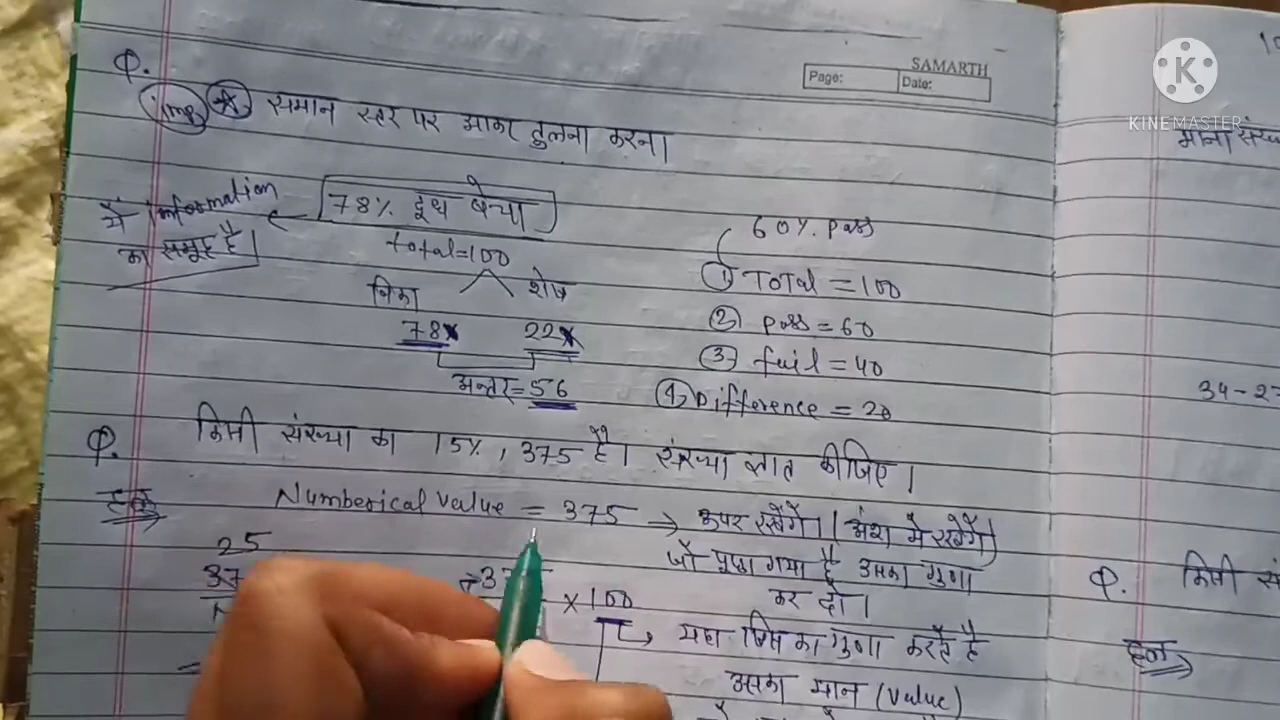 SAMARTH
Page: Date:
KINEMASTER
Q.
imp समान स्तर पर आकर तुलना करना।
78% दूध बेचा
ये Information
का समूह है।
total=100
बिका शेष
78% 22%
अन्तर=56
60% pass
① Total = 100
② pass = 60
③ fail = 40
④ Difference = 20
Q. किसी संख्या का 15%, 375 है। संख्या ज्ञात कीजिए।
हल
Numberical value = 375 → ऊपर रखेंगे। (अंश में रखेंगे)
जो पूछा गया है उसका गुणा
कर दो।
25
37
× 100
→ यहा जिस का गुणा करते है
उसका मान (value)
माना संख्या
34-2
Q. किसी सं
हल